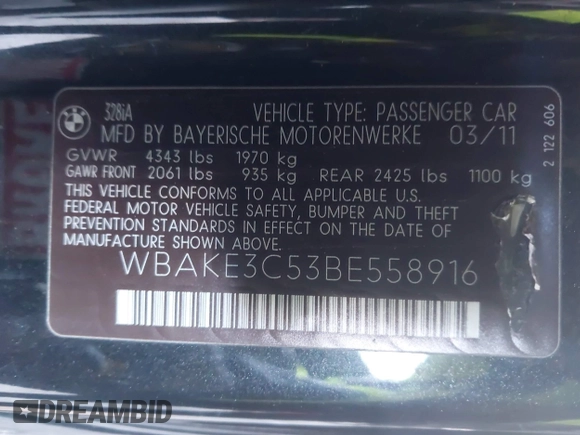 BMW
328iA
VEHICLE TYPE: PASSENGER CAR
MFD BY BAYERISCHE MOTORENWERKE 03/11
GVWR 4343 lbs 1970 kg
GAWR FRONT 2061 lbs 935 kg REAR 2425 lbs 1100 kg
THIS VEHICLE CONFORMS TO ALL APPLICABLE U.S.
FEDERAL MOTOR VEHICLE SAFETY, BUMPER AND THEFT
PREVENTION STANDARDS IN EFFECT ON THE DATE OF
MANUFACTURE SHOWN ABOVE.
WBAKE3C53BE558916
2 122 606
DREAMBID